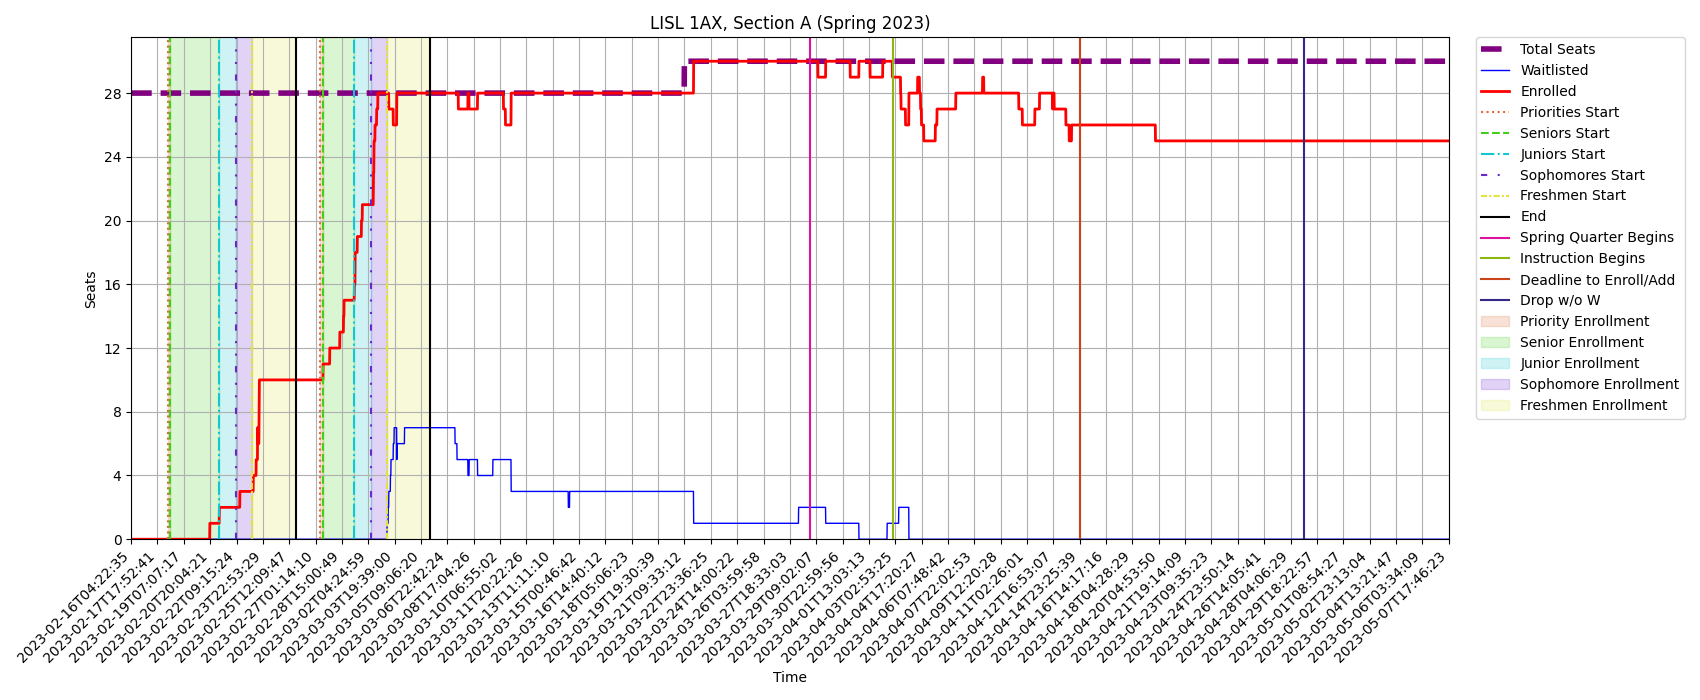 LISL 1AX, Section A (Spring 2023)
Seats
28
24
20
16
12
8
4
0
2023-02-16T04:22:35
2023-02-17T17:52:41
2023-02-19T07:07:17
2023-02-20T20:04:21
2023-02-22T09:15:24
2023-02-23T22:53:29
2023-02-25T12:09:47
2023-02-27T01:14:10
2023-02-28T15:00:49
2023-03-02T04:24:59
2023-03-03T19:39:00
2023-03-05T09:06:20
2023-03-06T22:42:24
2023-03-08T17:04:26
2023-03-10T06:55:02
2023-03-11T20:22:26
2023-03-13T11:11:10
2023-03-15T00:46:42
2023-03-16T14:40:12
2023-03-18T05:06:23
2023-03-19T19:30:39
2023-03-21T09:33:12
2023-03-22T23:36:25
2023-03-24T14:00:22
2023-03-26T03:59:58
2023-03-27T18:33:03
2023-03-29T09:02:07
2023-03-30T22:59:56
2023-04-01T13:03:13
2023-04-03T02:53:25
2023-04-04T17:20:27
2023-04-06T07:48:42
2023-04-07T22:02:53
2023-04-09T12:20:28
2023-04-11T02:26:01
2023-04-12T16:53:07
2023-04-14T23:25:39
2023-04-16T14:17:16
2023-04-18T04:28:29
2023-04-20T04:53:50
2023-04-21T19:14:09
2023-04-23T09:35:23
2023-04-24T23:50:14
2023-04-26T14:05:41
2023-04-28T04:06:29
2023-04-29T18:22:57
2023-05-01T08:54:27
2023-05-02T23:13:04
2023-05-04T13:21:47
2023-05-06T03:34:09
2023-05-07T17:46:23
Time
Total Seats
Waitlisted
Enrolled
Priorities Start
Seniors Start
Juniors Start
Sophomores Start
Freshmen Start
End
Spring Quarter Begins
Instruction Begins
Deadline to Enroll/Add
Drop w/o W
Priority Enrollment
Senior Enrollment
Junior Enrollment
Sophomore Enrollment
Freshmen Enrollment